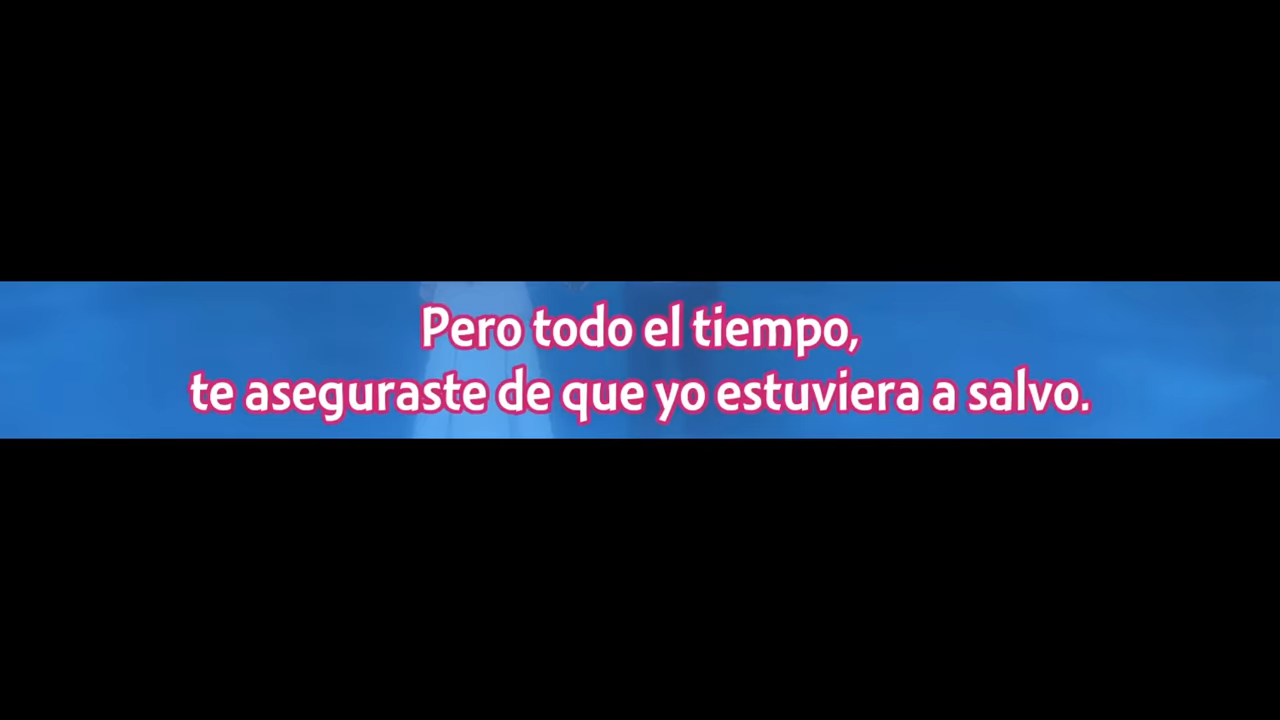 Pero todo el tiempo,
te aseguraste de que yo estuviera a salvo.